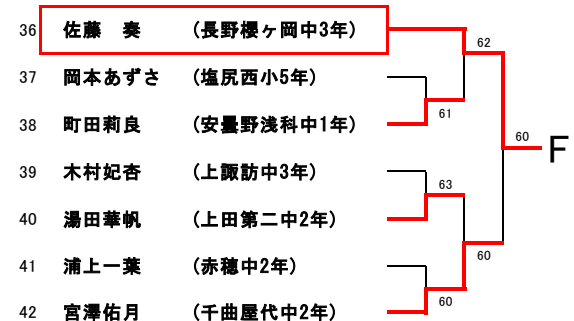 36 佐藤 奏 (長野櫻ヶ岡中3年)
62
37 岡本あずさ (塩尻西小5年)
61
38 町田莉良 (安曇野浅科中1年)
60
F
39 木村妃杏 (上諏訪中3年)
63
40 湯田華帆 (上田第二中2年)
60
41 浦上一葉 (赤穂中2年)
60
42 宮澤佑月 (千曲屋代中2年)